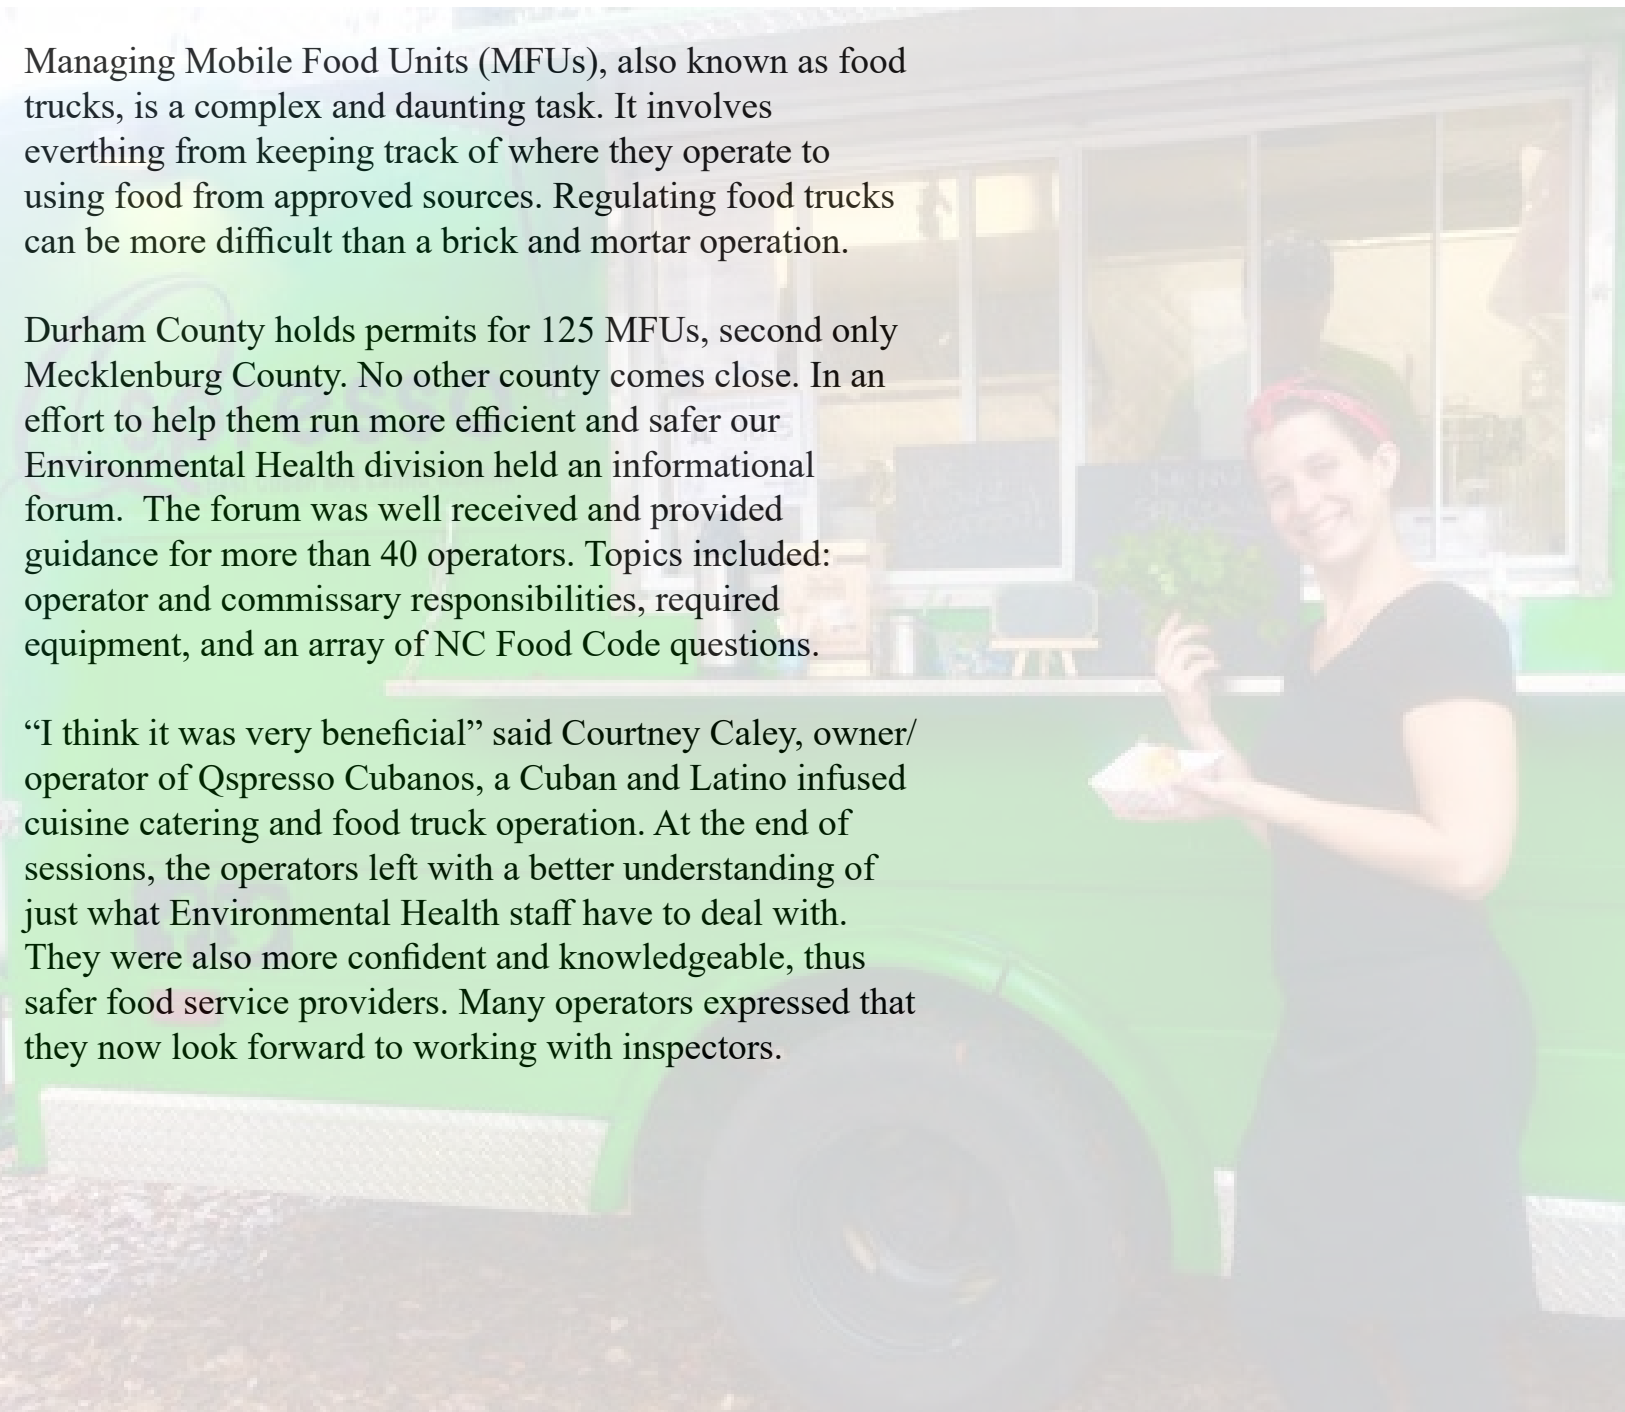 Managing Mobile Food Units (MFUs), also known as food
trucks, is a complex and daunting task. It involves
everthing from keeping track of where they operate to
using food from approved sources. Regulating food trucks
can be more difficult than a brick and mortar operation.
Durham County holds permits for 125 MFUs, second only
Mecklenburg County. No other county comes close. In an
effort to help them run more efficient and safer our
Environmental Health division held an informational
forum.  The forum was well received and provided
guidance for more than 40 operators. Topics included:
operator and commissary responsibilities, required
equipment, and an array of NC Food Code questions.
“I think it was very beneficial” said Courtney Caley, owner/
operator of Qspresso Cubanos, a Cuban and Latino infused
cuisine catering and food truck operation. At the end of
sessions, the operators left with a better understanding of
just what Environmental Health staff have to deal with.
They were also more confident and knowledgeable, thus
safer food service providers. Many operators expressed that
they now look forward to working with inspectors.
Qspresso
MENU